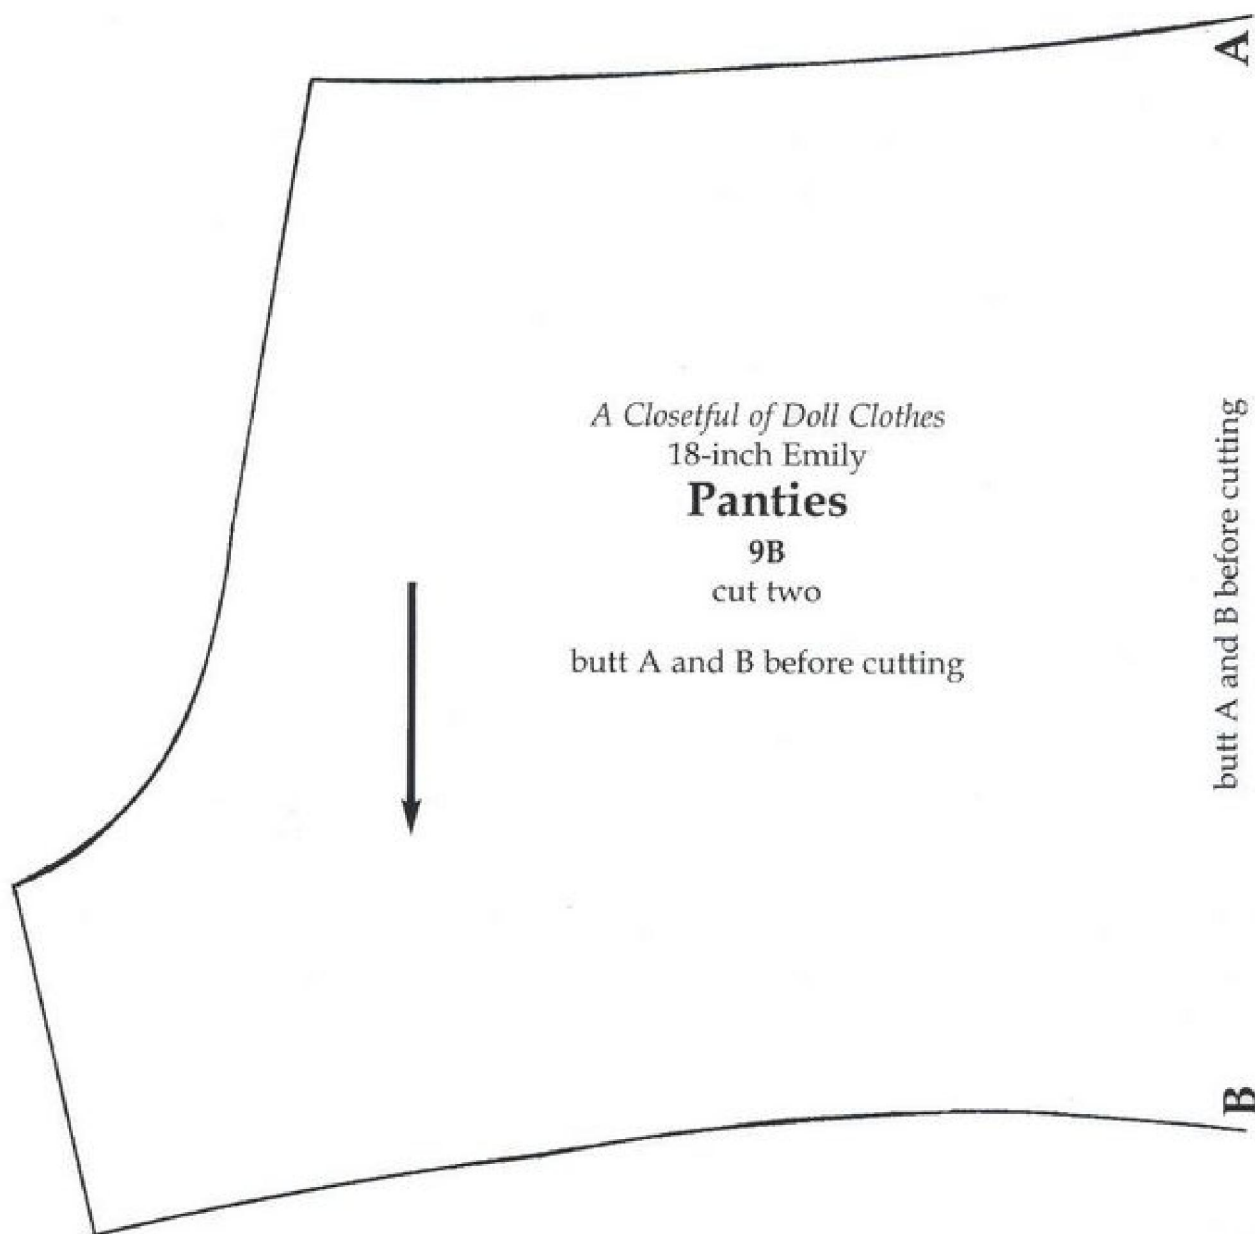 A
A Closetful of Doll Clothes
18-inch Emily
Panties
9B
cut two
butt A and B before cutting
butt A and B before cutting
B